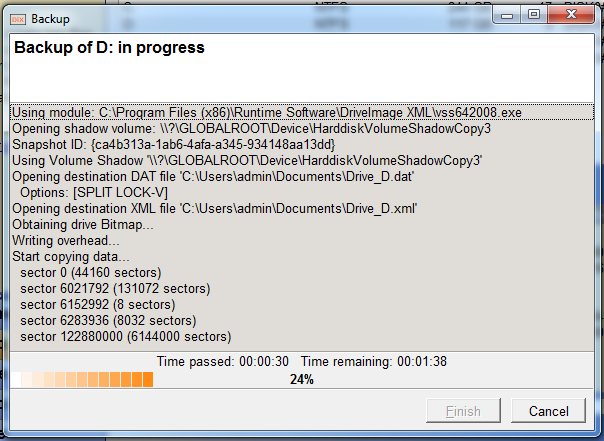 Backup
Backup of D: in progress
Using module: C:\Program Files (x86)\Runtime Software\DriveImage XML\vss642008.exe
Opening shadow volume: \\?\GLOBALROOT\Device\HarddiskVolumeShadowCopy3
Snapshot ID: {ca4b313a-1ab6-4afa-a345-934148aa13dd}
Using Volume Shadow '\\?\GLOBALROOT\Device\HarddiskVolumeShadowCopy3'
Opening destination DAT file 'C:\Users\admin\Documents\Drive_D.dat'
Options: [SPLIT LOCK-V]
Opening destination XML file 'C:\Users\admin\Documents\Drive_D.xml'
Obtaining drive Bitmap...
Writing overhead...
Start copying data...
sector 0 (44160 sectors)
sector 6021792 (131072 sectors)
sector 6152992 (8 sectors)
sector 6283936 (8032 sectors)
sector 122880000 (6144000 sectors)
Time passed: 00:00:30 Time remaining: 00:01:38
24%
Finish Cancel